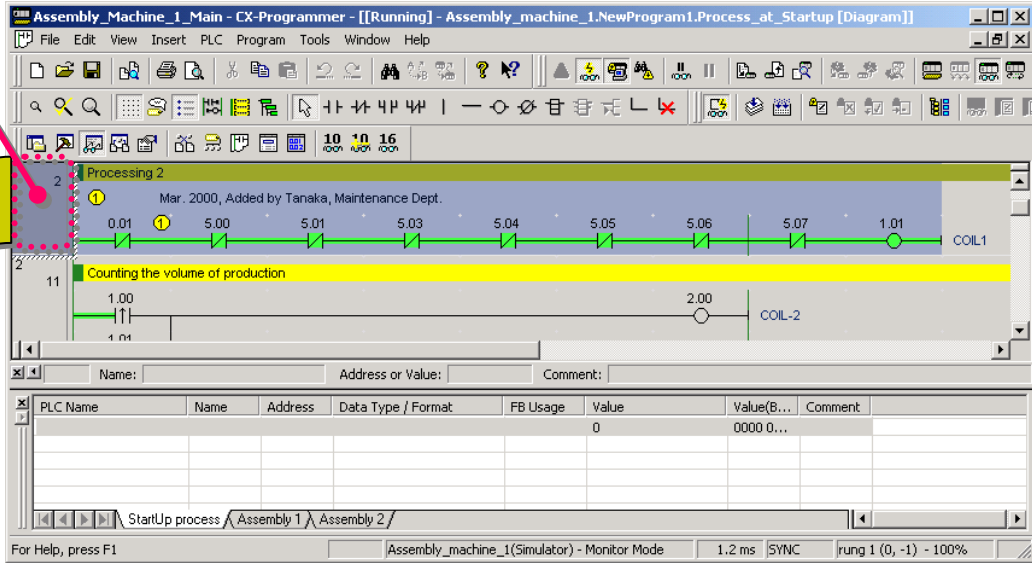 Assembly_Machine_1_Main - CX-Programmer - [[Running] - Assembly_machine_1.NewProgram1.Process_at_Startup [Diagram]]
File Edit View Insert PLC Program Tools Window Help
10 10 16
2 Processing 2
1 Mar. 2000, Added by Tanaka, Maintenance Dept.
0.01 1 5.00 5.01 5.03 5.04 5.05 5.06 5.07 1.01
COIL1
2
11 Counting the volume of production
1.00 2.00
COIL-2
1.01
Name: Address or Value: Comment:
PLC Name Name Address Data Type / Format FB Usage Value Value(B... Comment
0 0000 0...
StartUp process Assembly 1 Assembly 2
For Help, press F1 Assembly_machine_1(Simulator) - Monitor Mode 1.2 ms SYNC rung 1 (0, -1) - 100%